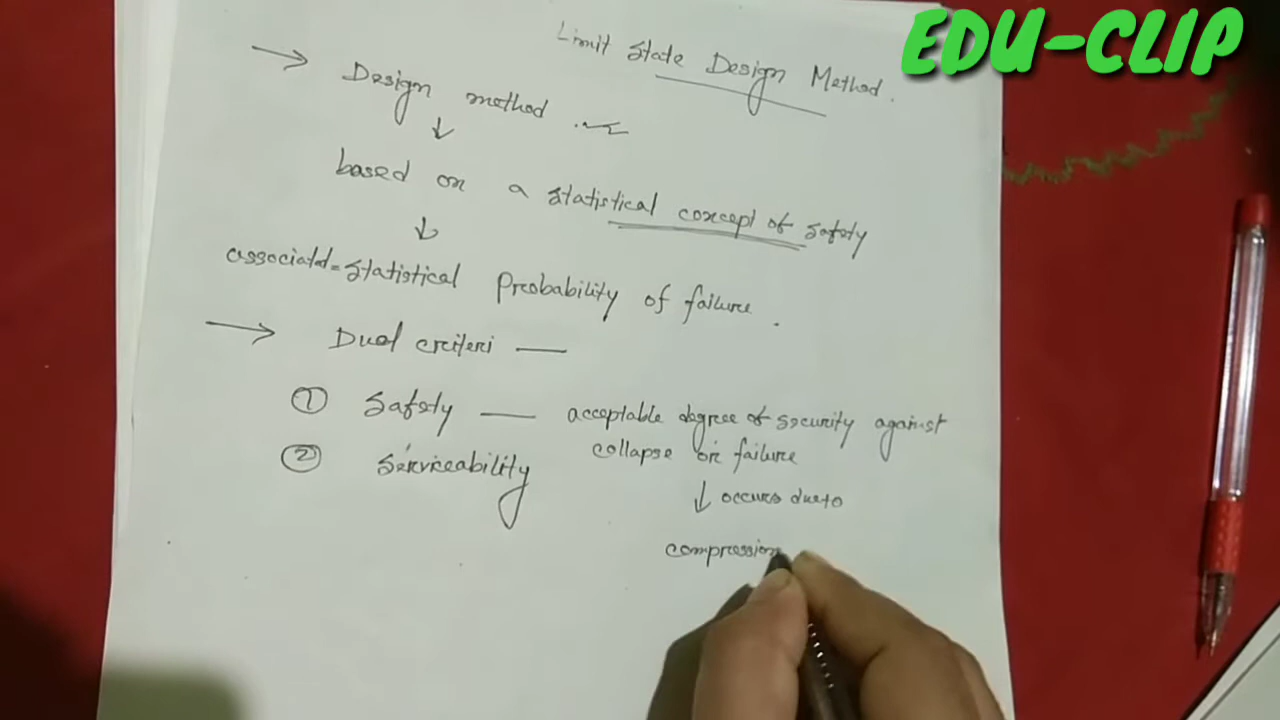 EDU-CLIP
Limit State Design Method.
→ Design method.
↓
based on a statistical concept of safety
↓
associated = statistical Probability of failure.
→ Dual criteri —
① Safety — acceptable degree of security against
collapse or failure
② Serviceability
↓ occurs due to
compression